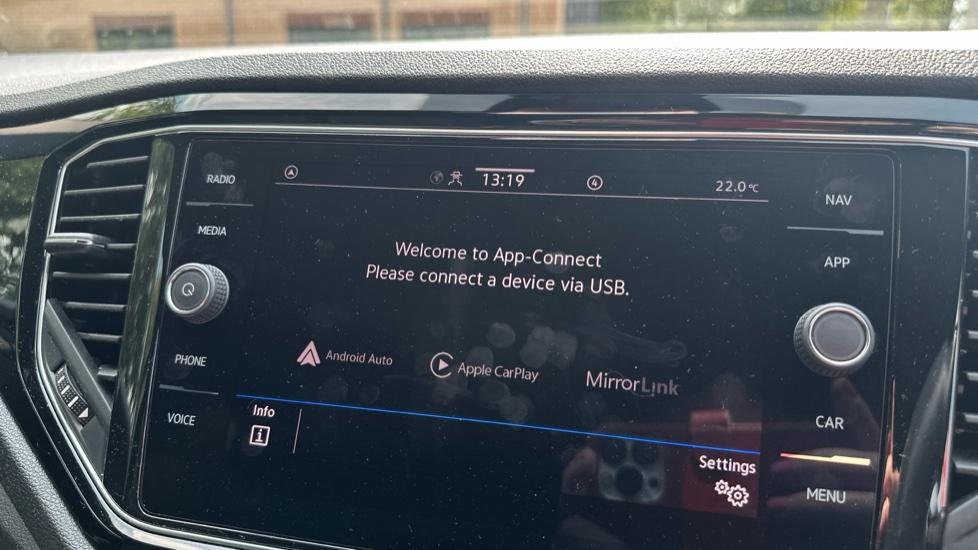 RADIO
MEDIA
PHONE
VOICE
13:19
4
22.0°C
Welcome to App-Connect
Please connect a device via USB.
Android Auto
Apple CarPlay
MirrorLink
Info
i
Settings
NAV
APP
CAR
MENU